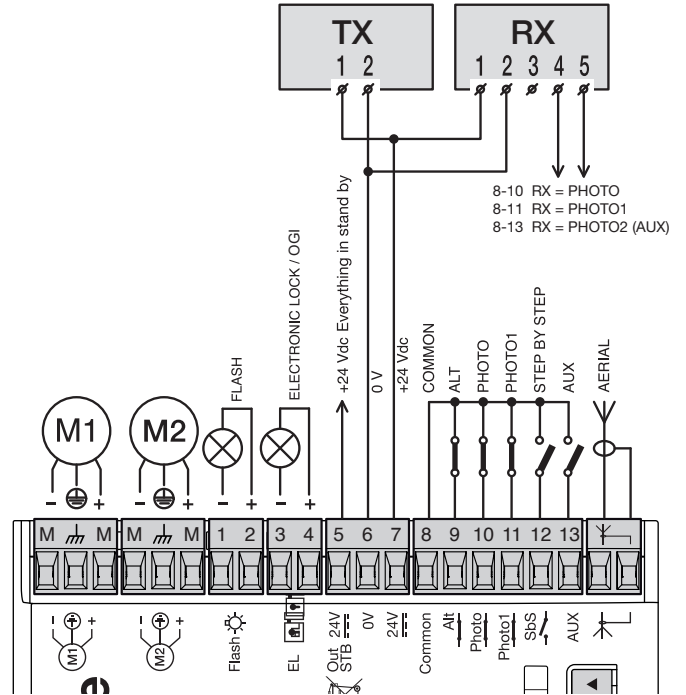 TX
1 2
RX
1 2 3 4 5
8-10 RX = PHOTO
8-11 RX = PHOTO1
8-13 RX = PHOTO2 (AUX)
FLASH
ELECTRONIC LOCK / OGI
+24 Vdc Everything in stand by
0 V
+24 Vdc
COMMON
ALT
PHOTO
PHOTO1
STEP BY STEP
AUX
AERIAL
M1
M2
- +
- +
- +
- +
M M M M 1 2 3 4 5 6 7 8 9 10 11 12 13
- +
- +
M1
M2
Flash
EL
Out 24V
STB
0V
24V
Common
Alt
Photo
Photo1
SbS
AUX
e